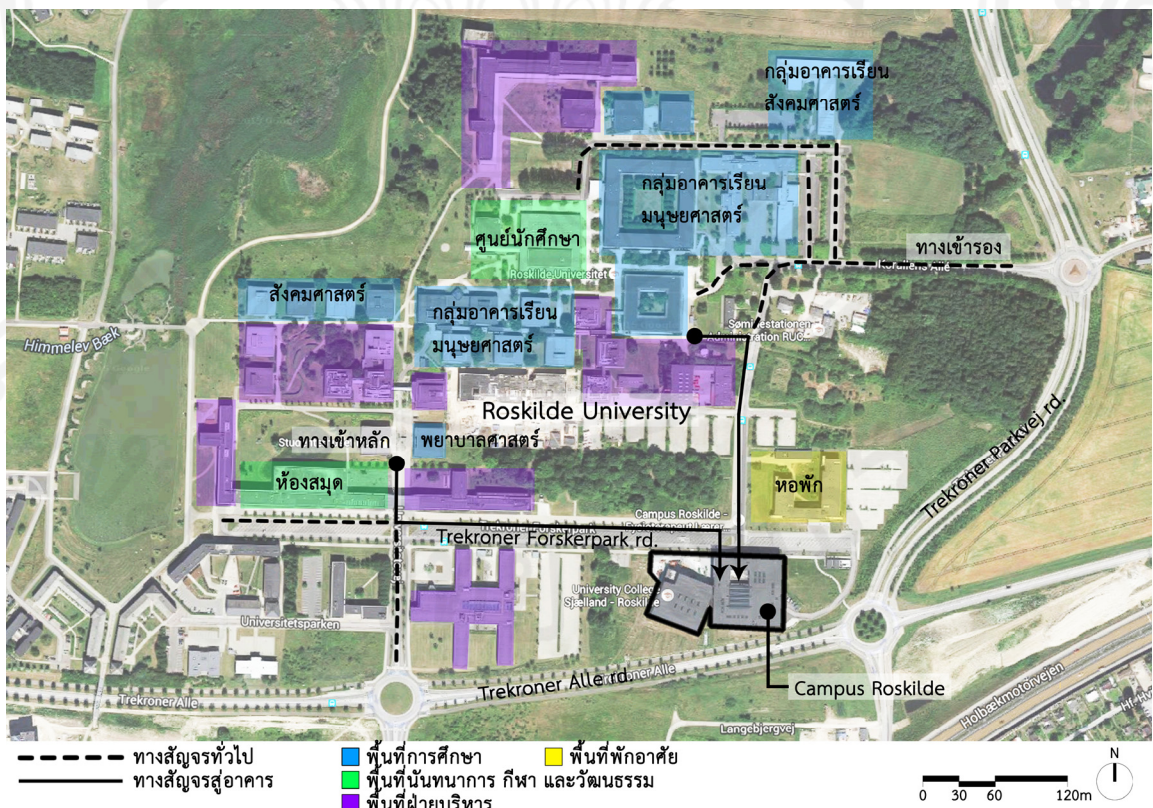 กลุ่มอาคารเรียน
สังคมศาสตร์
กลุ่มอาคารเรียน
มนุษยศาสตร์
ศูนย์นักศึกษา
ทางเข้ารอง
Korallens Alle
Roskilde Universitet
สังคมศาสตร์
กลุ่มอาคารเรียน
มนุษยศาสตร์
Himmelev Bæk
Administration RUC
Roskilde University
Trekroner Parkvej rd.
ทางเข้าหลัก
พยาบาลศาสตร์
ห้องสมุด
หอพัก
Campus Roskilde -
Trekroner Forskerpark
Trekroner Forskerpark rd.
University College
Sjælland - Roskilde
Universitetsparken
Trekroner Alle
Trekroner Alle rd.
Trekroner Alle
Campus Roskilde
Langebjergvej
Holbækmotorvejen
ทางสัญจรทั่วไป
ทางสัญจรสู่อาคาร
พื้นที่การศึกษา
พื้นที่พักอาศัย
พื้นที่นันทนาการ กีฬา และวัฒนธรรม
พื้นที่ฝ่ายบริหาร
N
0 30 60 120m